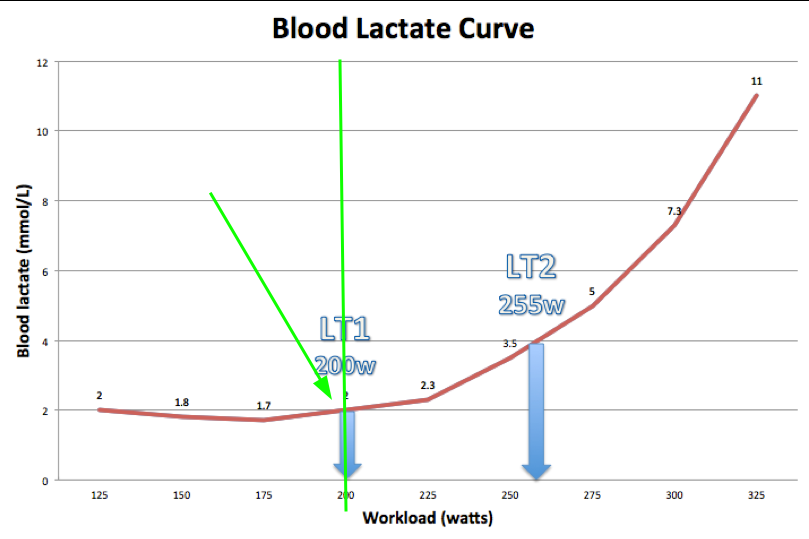 Blood Lactate Curve
12
10
8
6
4
2
0
Blood lactate (mmol/L)
2
1.8
1.7
2
2.3
3.5
5
7.3
11
LT1
200w
LT2
255w
125 150 175 200 225 250 275 300 325
Workload (watts)